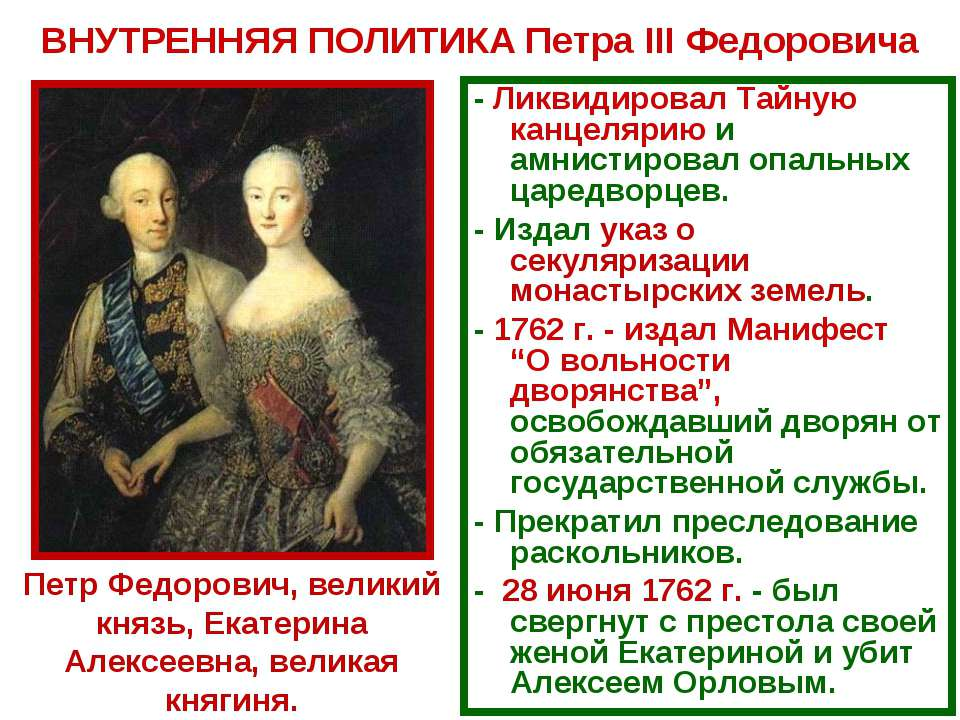 ВНУТРЕННЯЯ ПОЛИТИКА Петра III Федоровича
- Ликвидировал Тайную
канцелярию и
амнистировал опальных
царедворцев.
- Издал указ о
секуляризации
монастырских земель.
- 1762 г. - издал Манифест
“О вольности
дворянства”,
освобождавший дворян от
обязательной
государственной службы.
- Прекратил преследование
раскольников.
- 28 июня 1762 г. - был
свергнут с престола своей
женой Екатериной и убит
Алексеем Орловым.
Петр Федорович, великий
князь, Екатерина
Алексеевна, великая
княгиня.